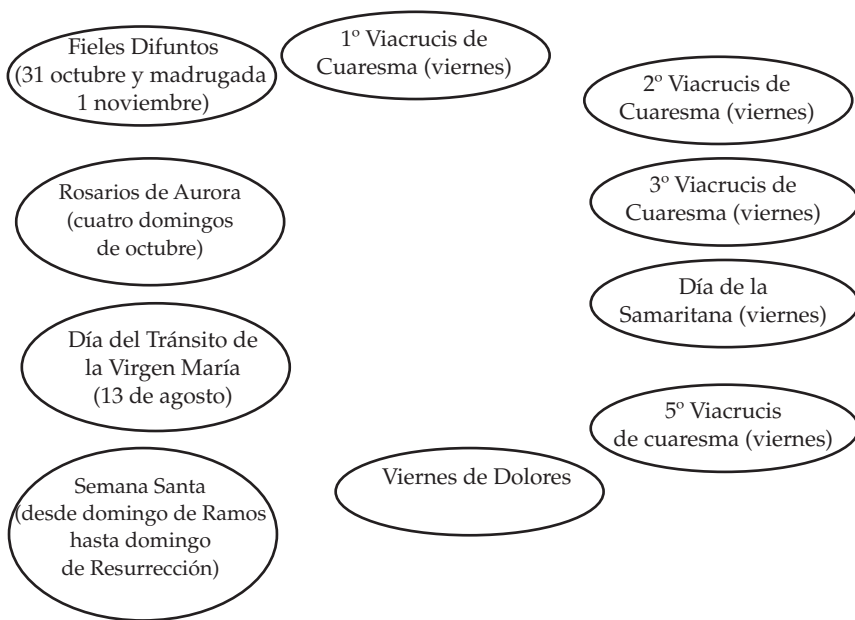 Fieles Difuntos
(31 octubre y madrugada
1 noviembre)
1º Viacrucis de
Cuaresma (viernes)
2º Viacrucis de
Cuaresma (viernes)
Rosarios de Aurora
(cuatro domingos
de octubre)
3º Viacrucis de
Cuaresma (viernes)
Día de la
Samaritana (viernes)
Día del Tránsito de
la Virgen María
(13 de agosto)
5º Viacrucis
de cuaresma (viernes)
Viernes de Dolores
Semana Santa
(desde domingo de Ramos
hasta domingo
de Resurrección)